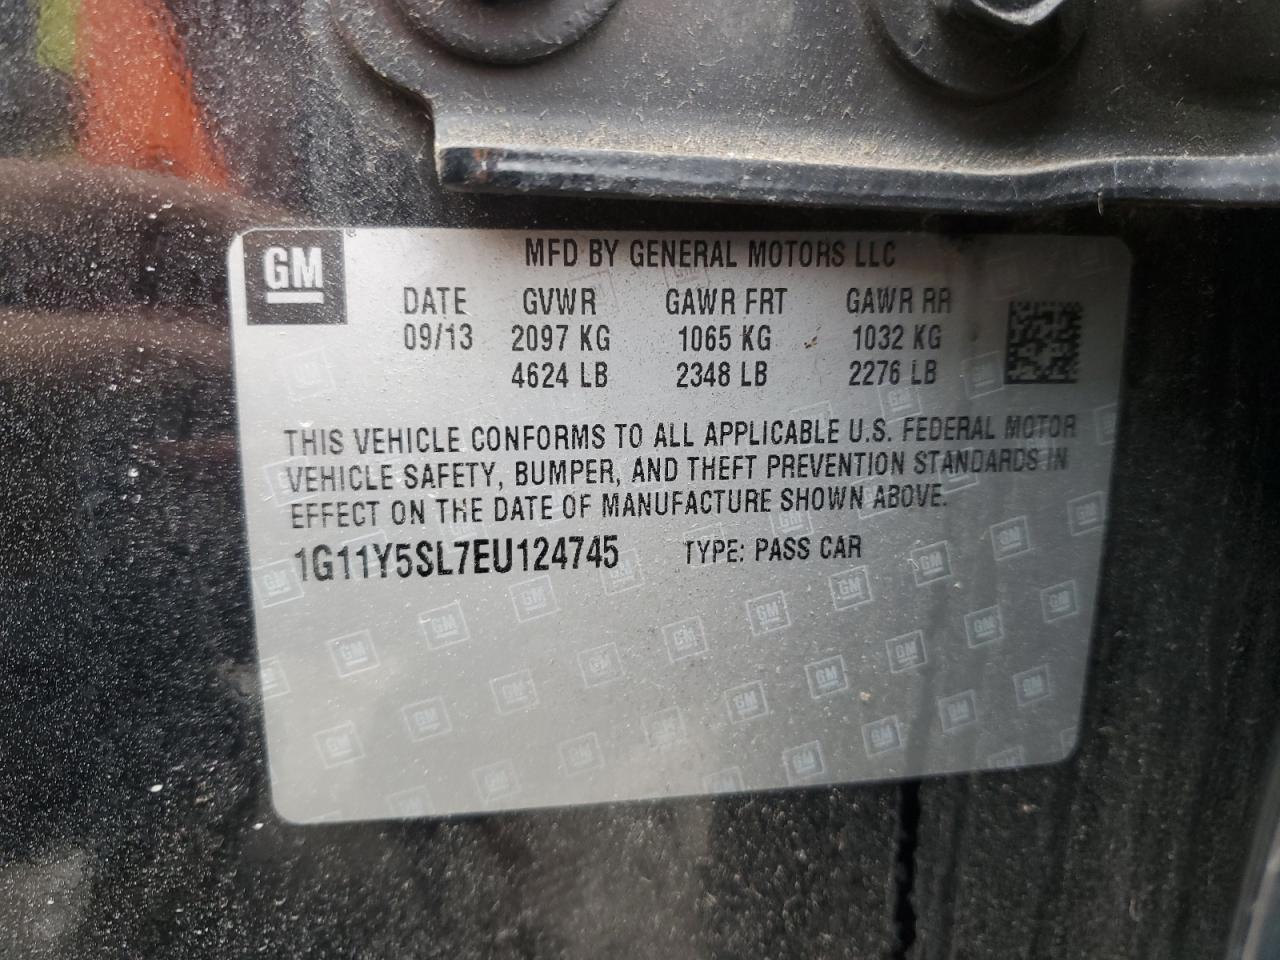 GM
MFD BY GENERAL MOTORS LLC
DATE GVWR GAWR FRT GAWR RR
09/13 2097 KG 1065 KG 1032 KG
4624 LB 2348 LB 2276 LB
THIS VEHICLE CONFORMS TO ALL APPLICABLE U.S. FEDERAL MOTOR
VEHICLE SAFETY, BUMPER, AND THEFT PREVENTION STANDARDS IN
EFFECT ON THE DATE OF MANUFACTURE SHOWN ABOVE.
1G11Y5SL7EU124745 TYPE: PASS CAR